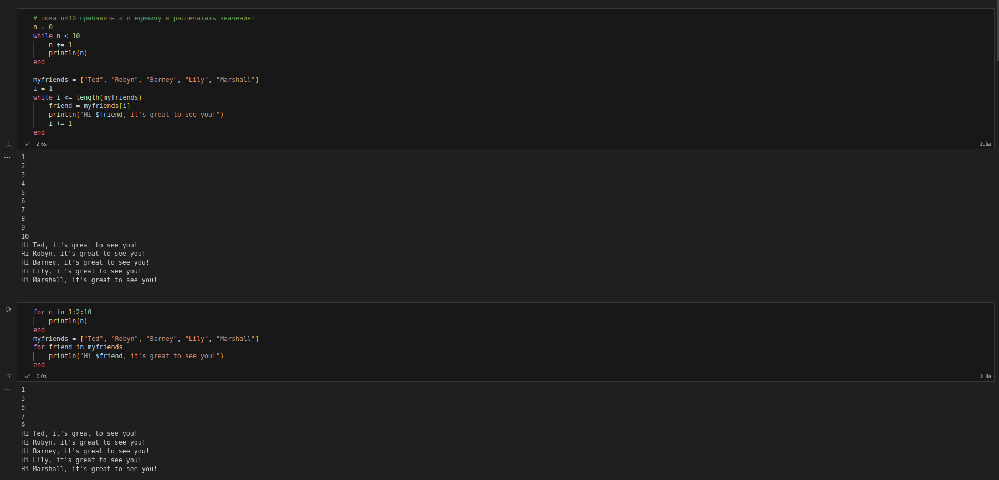 # пока n<10 прибавить к n единицу и распечатать значение:
n = 0
while n < 10
    n += 1
    println(n)
end

myfriends = ["Ted", "Robyn", "Barney", "Lily", "Marshall"]
i = 1
while i <= length(myfriends)
    friend = myfriends[i]
    println("Hi $friend, it's great to see you!")
    i += 1
end
[1] ✓ 2.6s Julia
... 1
2
3
4
5
6
7
8
9
10
Hi Ted, it's great to see you!
Hi Robyn, it's great to see you!
Hi Barney, it's great to see you!
Hi Lily, it's great to see you!
Hi Marshall, it's great to see you!

for n in 1:2:10
    println(n)
end
myfriends = ["Ted", "Robyn", "Barney", "Lily", "Marshall"]
for friend in myfriends
    println("Hi $friend, it's great to see you!")
end
[3] ✓ 0.0s Julia
... 1
3
5
7
9
Hi Ted, it's great to see you!
Hi Robyn, it's great to see you!
Hi Barney, it's great to see you!
Hi Lily, it's great to see you!
Hi Marshall, it's great to see you!